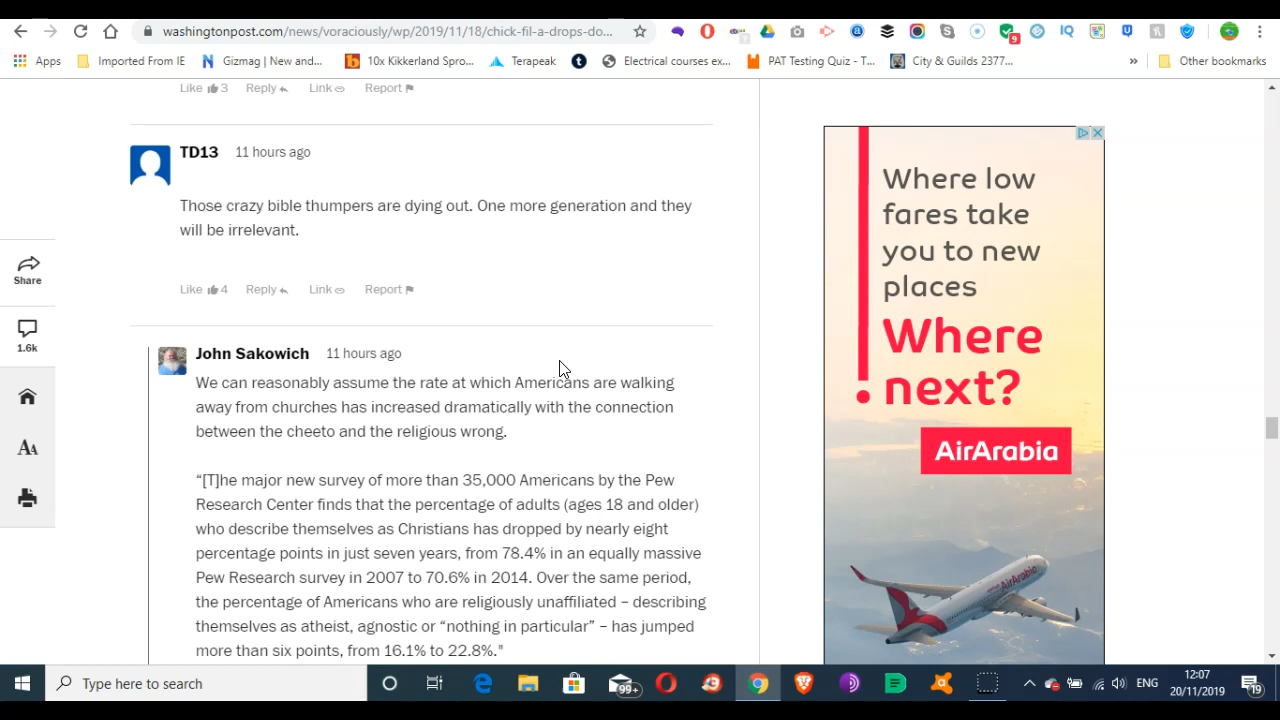 washingtonpost.com/news/voraciously/wp/2019/11/18/chick-fil-a-drops-do...
9
Apps
Imported From IE
Gizmag | New and...
10x Kikkerland Spro...
Terapeak
Electrical courses ex...
PAT Testing Quiz - T...
City & Guilds 2377...
»
Other bookmarks
Like 3 Reply Link Report
TD13 11 hours ago
Those crazy bible thumpers are dying out. One more generation and they
will be irrelevant.
Like 4 Reply Link Report
Share
1.6k
AA
John Sakowich 11 hours ago
We can reasonably assume the rate at which Americans are walking
away from churches has increased dramatically with the connection
between the cheeto and the religious wrong.
“[T]he major new survey of more than 35,000 Americans by the Pew
Research Center finds that the percentage of adults (ages 18 and older)
who describe themselves as Christians has dropped by nearly eight
percentage points in just seven years, from 78.4% in an equally massive
Pew Research survey in 2007 to 70.6% in 2014. Over the same period,
the percentage of Americans who are religiously unaffiliated – describing
themselves as atheist, agnostic or “nothing in particular” – has jumped
more than six points, from 16.1% to 22.8%."
Where low
fares take
you to new
places
Where
next?
AirArabia
AirArabia
Type here to search
99+
ENG
12:07
20/11/2019
19